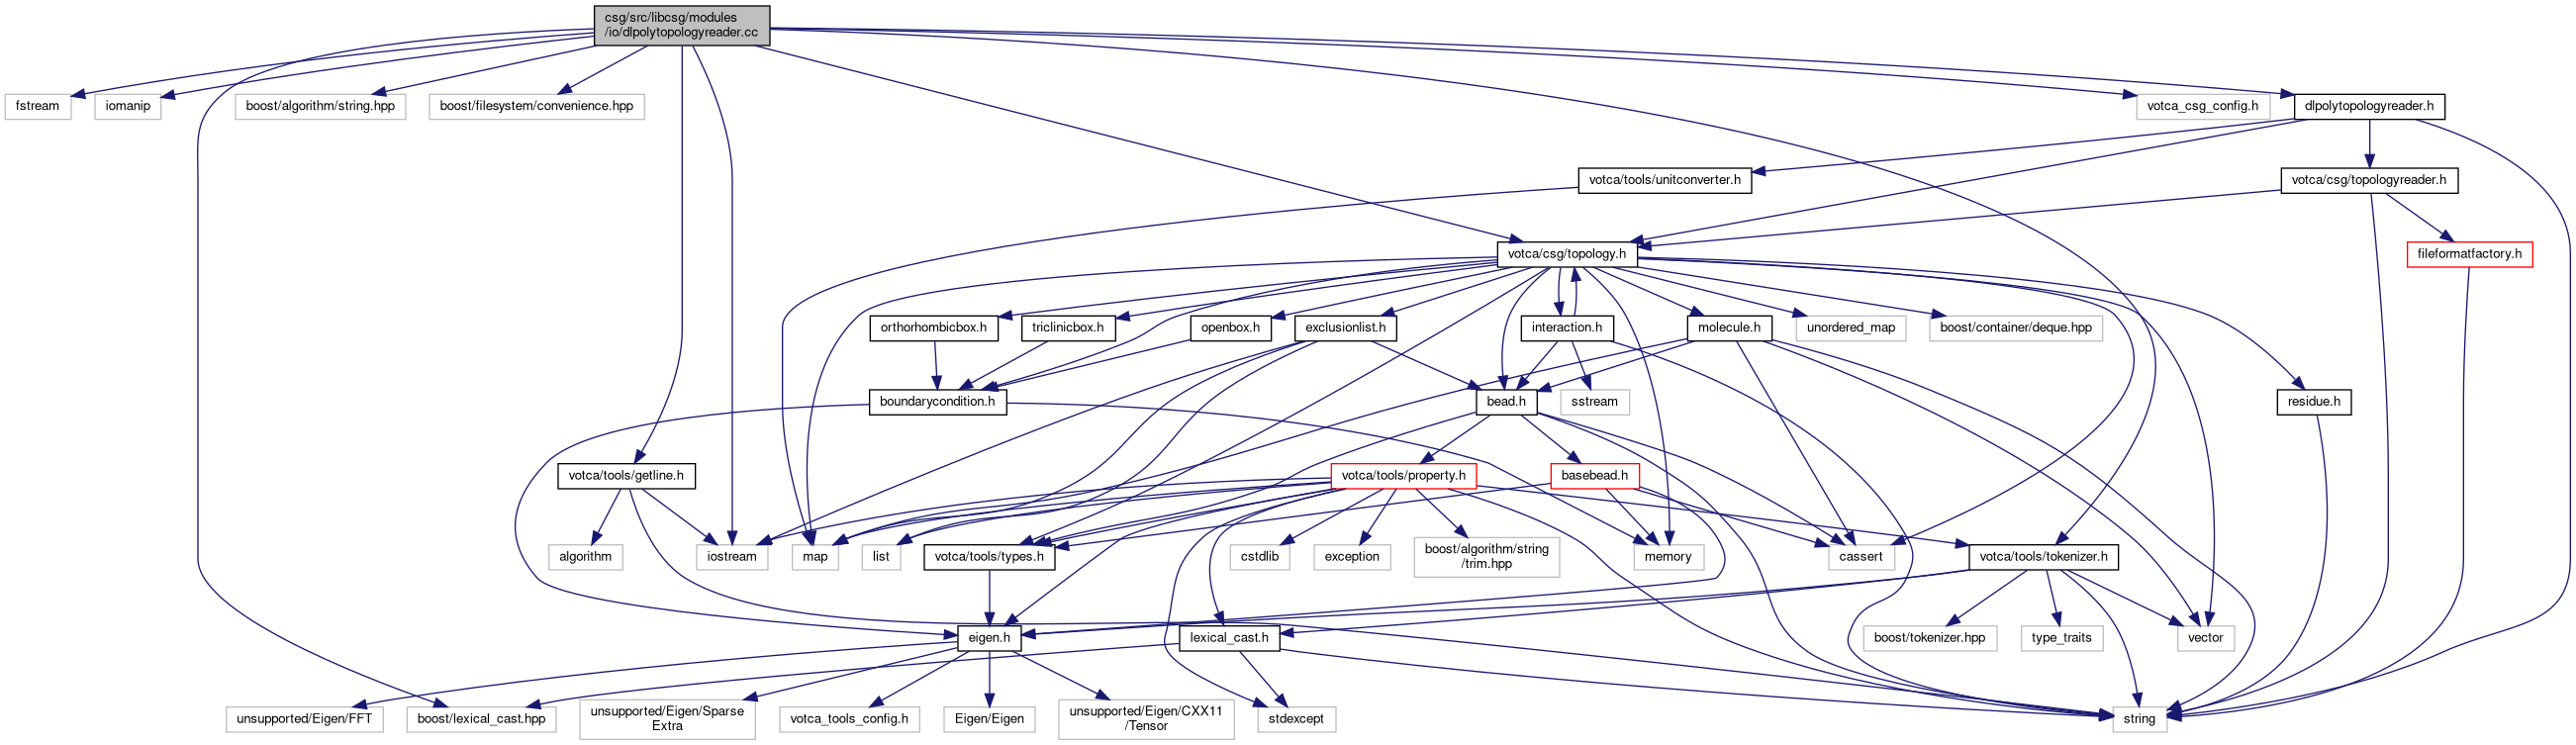 csg/src/libcsg/modules
/io/dlpolytopologyreader.cc
fstream
iomanip
boost/algorithm/string.hpp
boost/filesystem/convenience.hpp
votca_csg_config.h
dlpolytopologyreader.h
votca/tools/unitconverter.h
votca/csg/topologyreader.h
votca/csg/topology.h
fileformatfactory.h
orthorhombicbox.h
triclinicbox.h
openbox.h
exclusionlist.h
interaction.h
molecule.h
unordered_map
boost/container/deque.hpp
boundarycondition.h
bead.h
sstream
residue.h
votca/tools/getline.h
votca/tools/property.h
basebead.h
algorithm
iostream
map
list
votca/tools/types.h
cstdlib
exception
boost/algorithm/string
/trim.hpp
memory
cassert
votca/tools/tokenizer.h
eigen.h
lexical_cast.h
boost/tokenizer.hpp
type_traits
vector
unsupported/Eigen/FFT
boost/lexical_cast.hpp
unsupported/Eigen/Sparse
Extra
votca_tools_config.h
Eigen/Eigen
unsupported/Eigen/CXX11
/Tensor
stdexcept
string